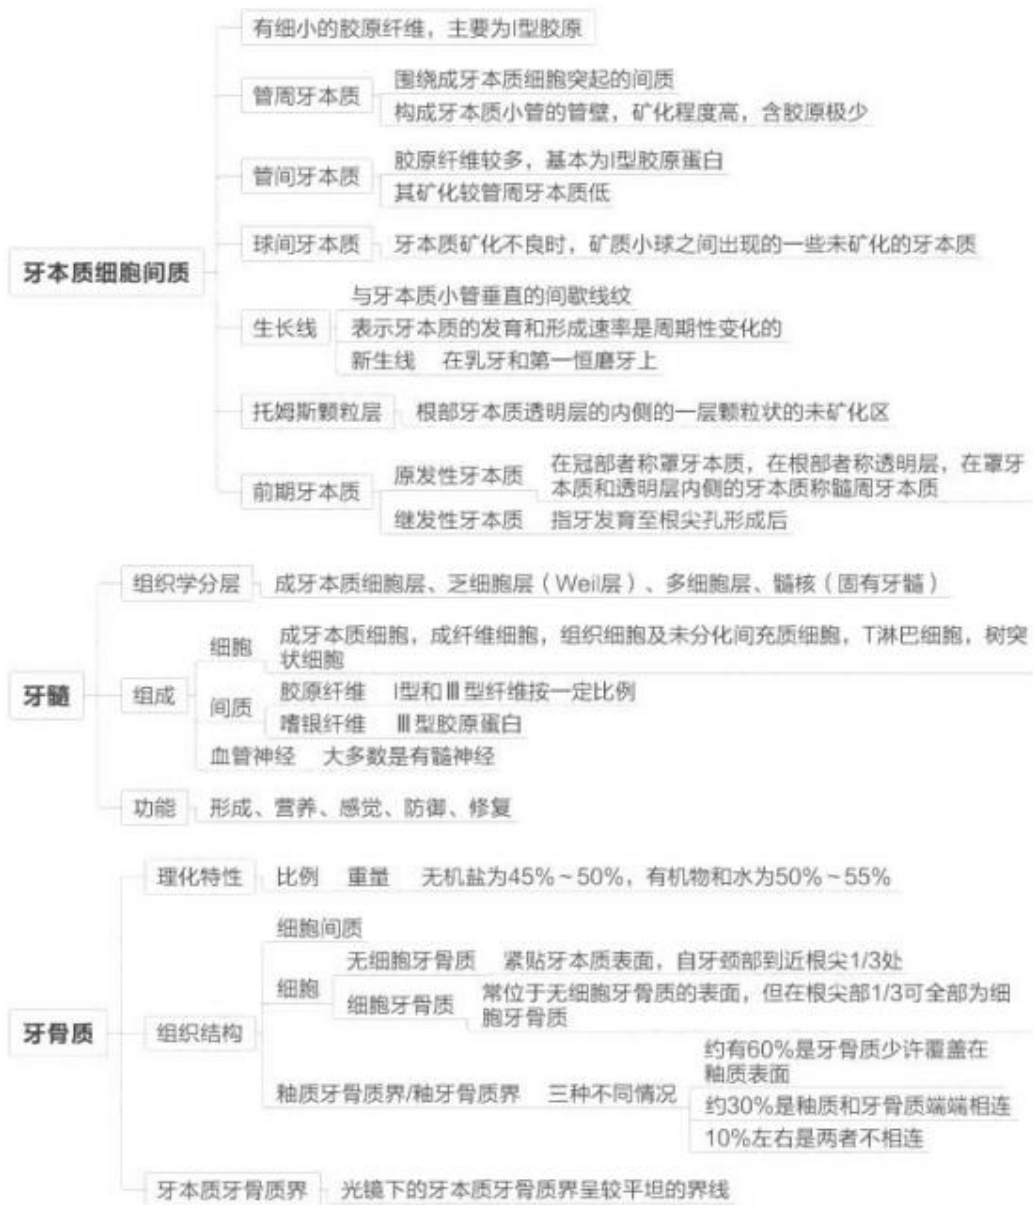 有细小的胶原纤维，主要为I型胶原
管周牙本质
围绕成牙本质细胞突起的间质
构成牙本质小管的管壁，矿化程度高，含胶原极少
管间牙本质
胶原纤维较多，基本为I型胶原蛋白
其矿化较管周牙本质低
球间牙本质
牙本质矿化不良时，矿质小球之间出现的一些未矿化的牙本质
牙本质细胞间质
生长线
与牙本质小管垂直的间歇线纹
表示牙本质的发育和形成速率是周期性变化的
新生线 在乳牙和第一恒磨牙上
托姆斯颗粒层
根部牙本质透明层的内侧的一层颗粒状的未矿化区
前期牙本质
原发性牙本质
在冠部者称罩牙本质，在根部者称透明层，在罩牙
本质和透明层内侧的牙本质称髓周牙本质
继发性牙本质 指牙发育至根尖孔形成后
牙髓
组织学分层
成牙本质细胞层、乏细胞层（Weil层）、多细胞层、髓核（固有牙髓）
组成
细胞
成牙本质细胞，成纤维细胞，组织细胞及未分化间充质细胞，T淋巴细胞，树突
状细胞
间质
胶原纤维 I型和Ⅲ型纤维按一定比例
嗜银纤维 Ⅲ型胶原蛋白
血管神经 大多数是有髓神经
功能
形成、营养、感觉、防御、修复
牙骨质
理化特性
比例 重量 无机盐为45%～50%，有机物和水为50%～55%
组织结构
细胞间质
细胞
无细胞牙骨质 紧贴牙本质表面，自牙颈部到近根尖1/3处
细胞牙骨质
常位于无细胞牙骨质的表面，但在根尖部1/3可全部为细
胞牙骨质
釉质牙骨质界/釉牙骨质界 三种不同情况
约有60%是牙骨质少许覆盖在
釉质表面
约30%是釉质和牙骨质端端相连
10%左右是两者不相连
牙本质牙骨质界
光镜下的牙本质牙骨质界呈较平坦的界线